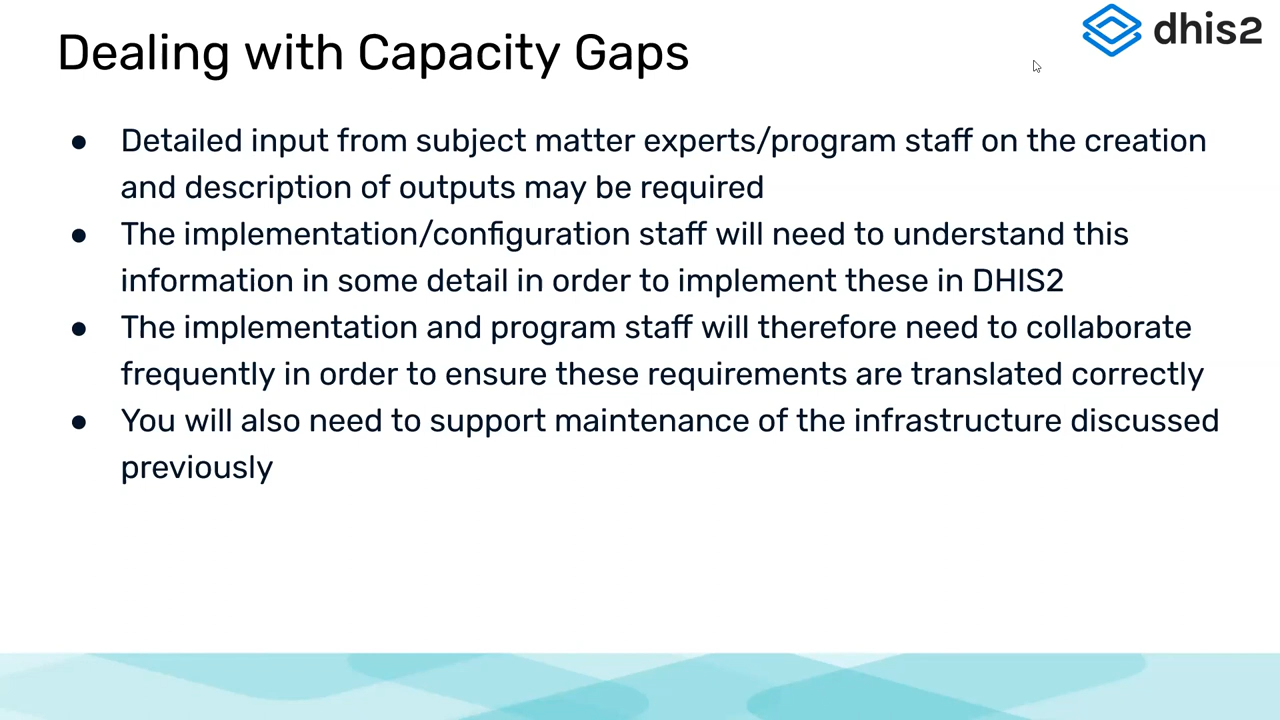 Dealing with Capacity Gaps
dhis2
● Detailed input from subject matter experts/program staff on the creation
and description of outputs may be required
● The implementation/configuration staff will need to understand this
information in some detail in order to implement these in DHIS2
● The implementation and program staff will therefore need to collaborate
frequently in order to ensure these requirements are translated correctly
● You will also need to support maintenance of the infrastructure discussed
previously